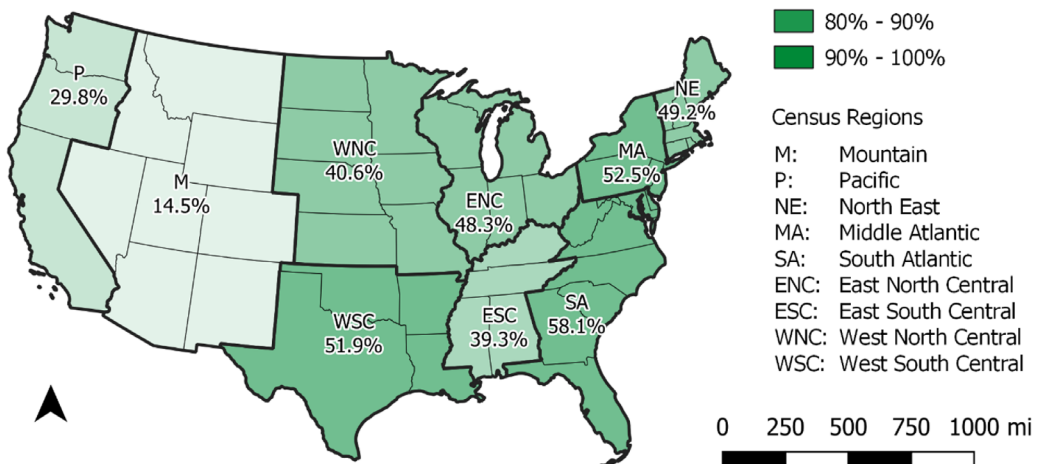 80% - 90%
90% - 100%
P
29.8%
M
14.5%
WNC
40.6%
WSC
51.9%
ENC
48.3%
ESC
39.3%
SA
58.1%
MA
52.5%
NE
49.2%
Census Regions
M: Mountain
P: Pacific
NE: North East
MA: Middle Atlantic
SA: South Atlantic
ENC: East North Central
ESC: East South Central
WNC: West North Central
WSC: West South Central
0 250 500 750 1000 mi